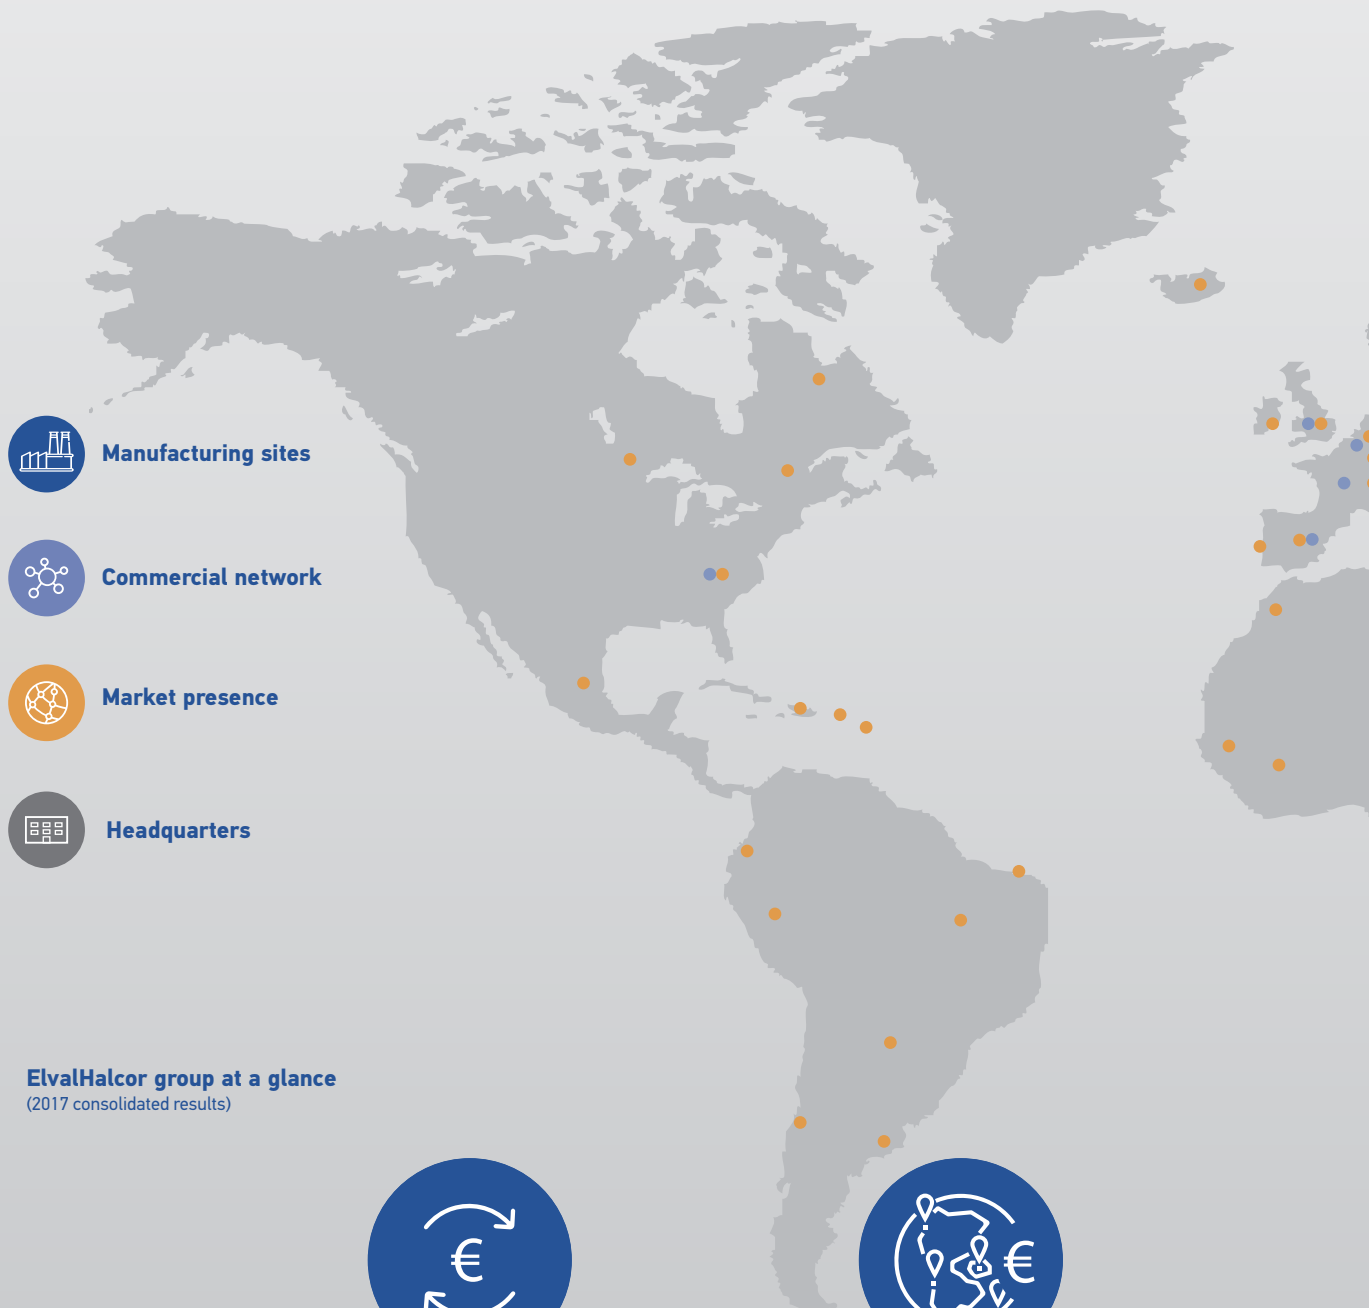 Manufacturing sites
Commercial network
Market presence
Headquarters
ElvalHalcor group at a glance
(2017 consolidated results)
€
€